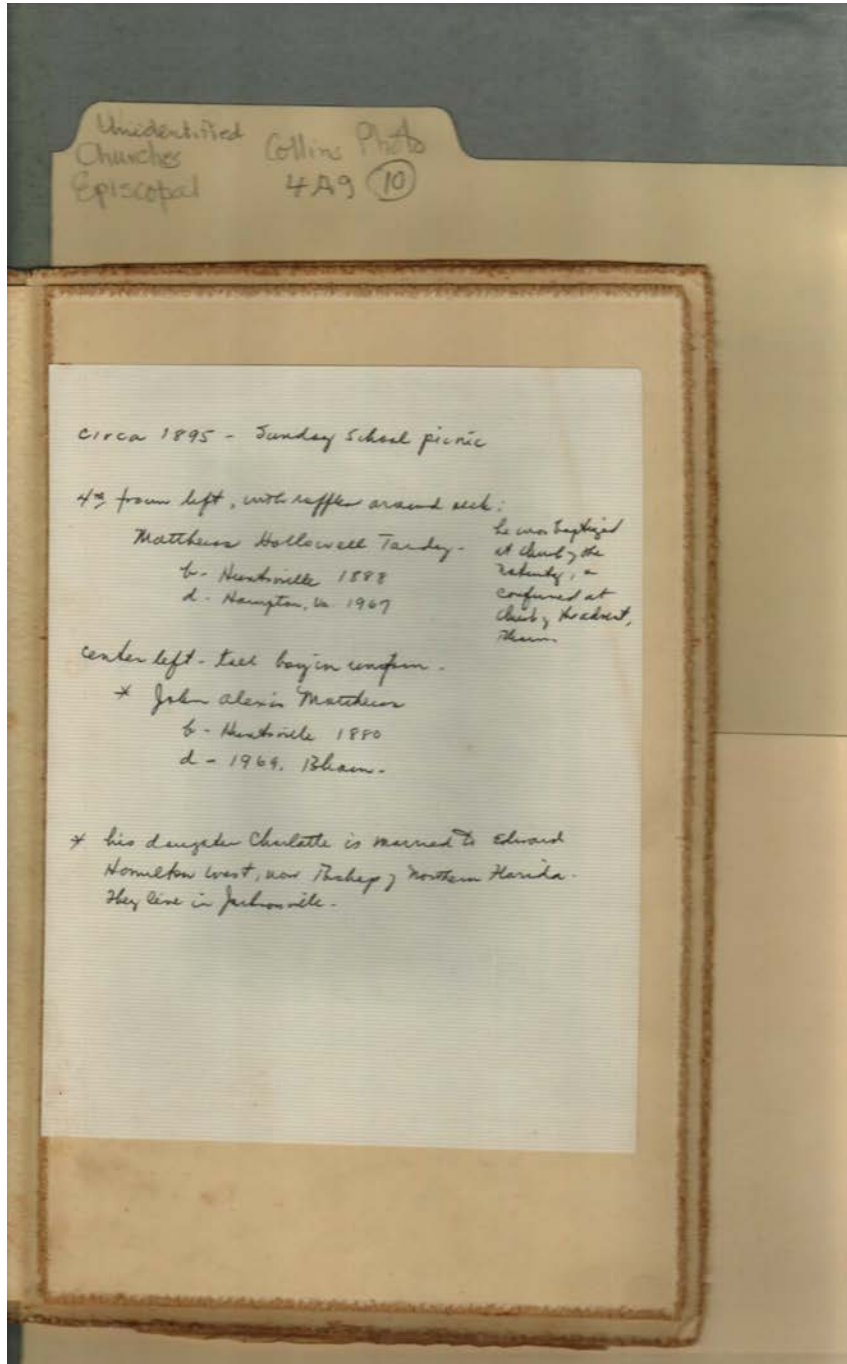 Unidentified
Churches
Episcopal
Collins Photo
4A9 10
circa 1895 - Sunday School picnic
4th from left, with ruffles around neck:
Matthews Hollowell Tardy -
b - Huntsville 1888
d - Hampton, Va. 1967
he was baptized
at Church of the
Nativity,
confirmed at
Church of the Advent,
Bham
center left - tall boy in uniform -
* John Alexis Matthews
b - Huntsville 1880
d - 1969. Bham -
* his daughter Charlotte is married to Edward
Hamilton West, now Bishop of Northern Florida -
They live in Jacksonville -